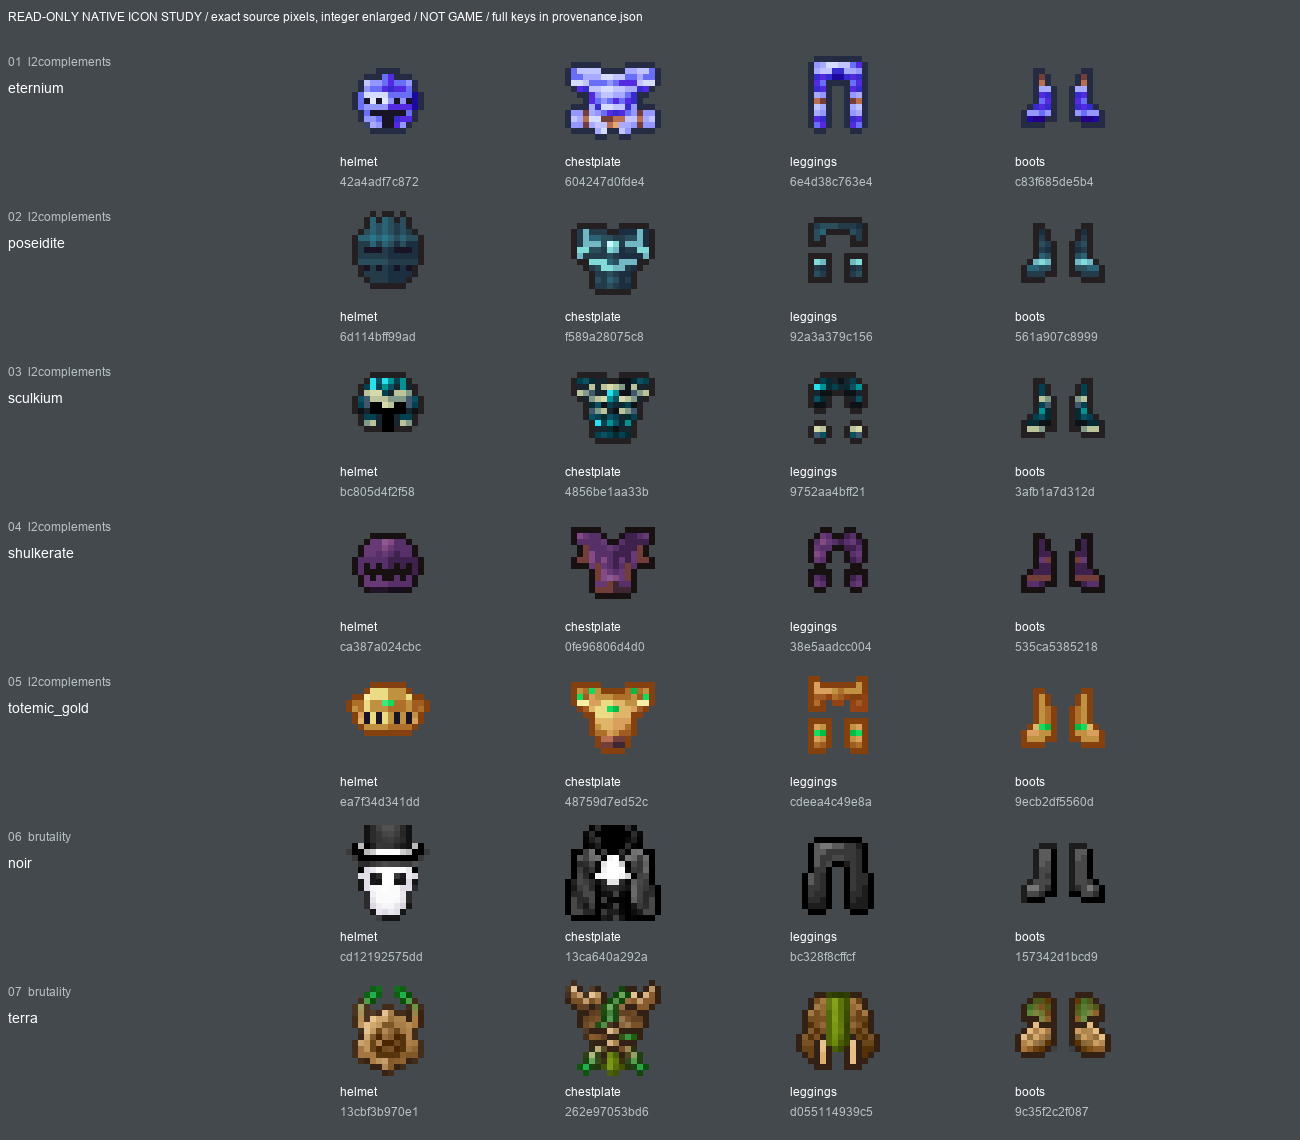 READ-ONLY NATIVE ICON STUDY / exact source pixels, integer enlarged / NOT GAME / full keys in provenance.json
01 l2complements
eternium
helmet chestplate leggings boots
42a4adf7c872 604247d0fde4 6e4d38c763e4 c83f685de5b4
02 l2complements
poseidite
helmet chestplate leggings boots
6d114bff99ad f589a28075c8 92a3a379c156 561a907c8999
03 l2complements
sculkium
helmet chestplate leggings boots
bc805d4f2f58 4856be1aa33b 9752aa4bff21 3afb1a7d312d
04 l2complements
shulkerate
helmet chestplate leggings boots
ca387a024cbc 0fe96806d4d0 38e5aadcc004 535ca5385218
05 l2complements
totemic_gold
helmet chestplate leggings boots
ea7f34d341dd 48759d7ed52c cdeea4c49e8a 9ecb2df5560d
06 brutality
noir
helmet chestplate leggings boots
cd12192575dd 13ca640a292a bc328f8cffcf 157342d1bcd9
07 brutality
terra
helmet chestplate leggings boots
13cbf3b970e1 262e97053bd6 d055114939c5 9c35f2c2f087